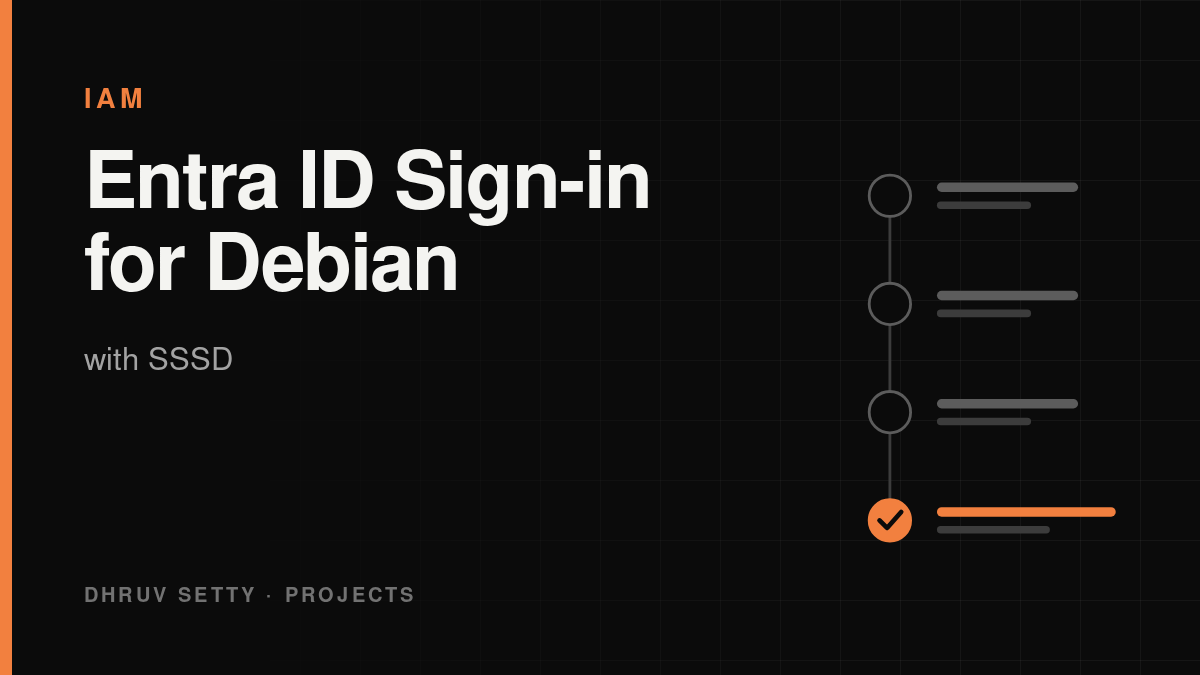 IAM
Entra ID Sign-in
for Debian
with SSSD
DHRUV SETTY · PROJECTS